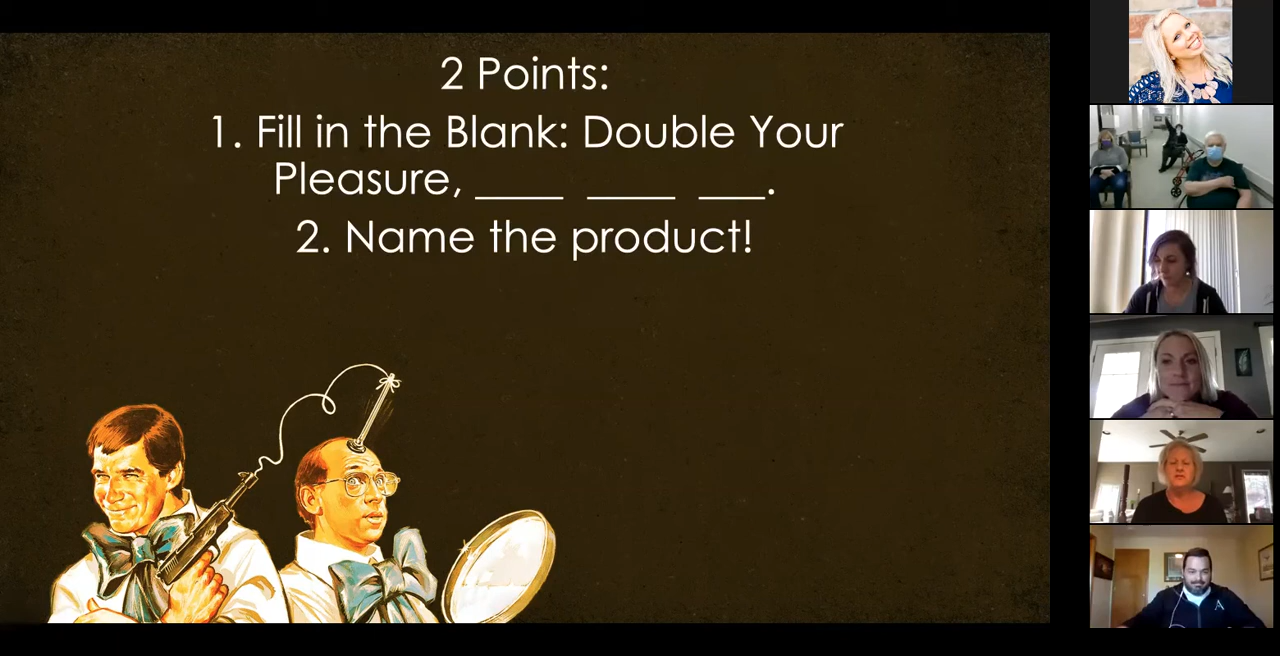 2 Points:
1. Fill in the Blank: Double Your
Pleasure, ____ ____ ___.
2. Name the product!